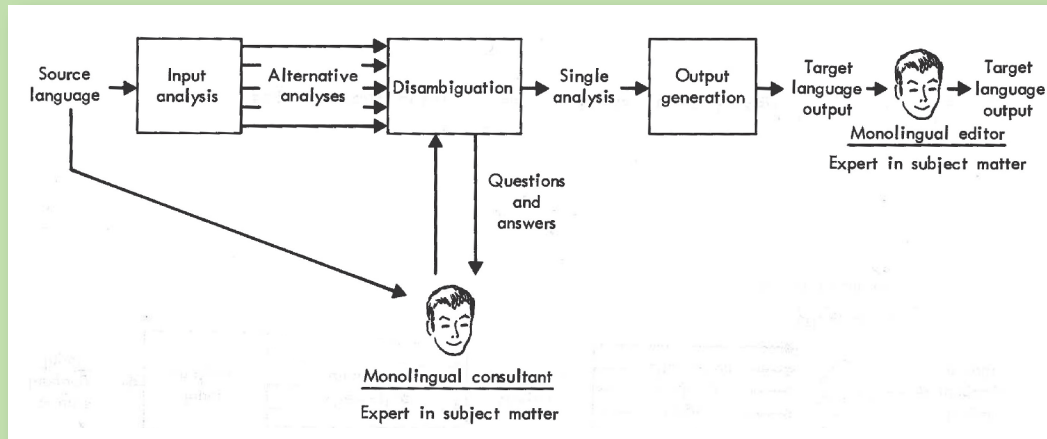 Source
language
Input
analysis
Alternative
analyses
Disambiguation
Single
analysis
Output
generation
Target
language
output
Target
language
output
Monolingual editor
Expert in subject matter
Questions
and
answers
Monolingual consultant
Expert in subject matter